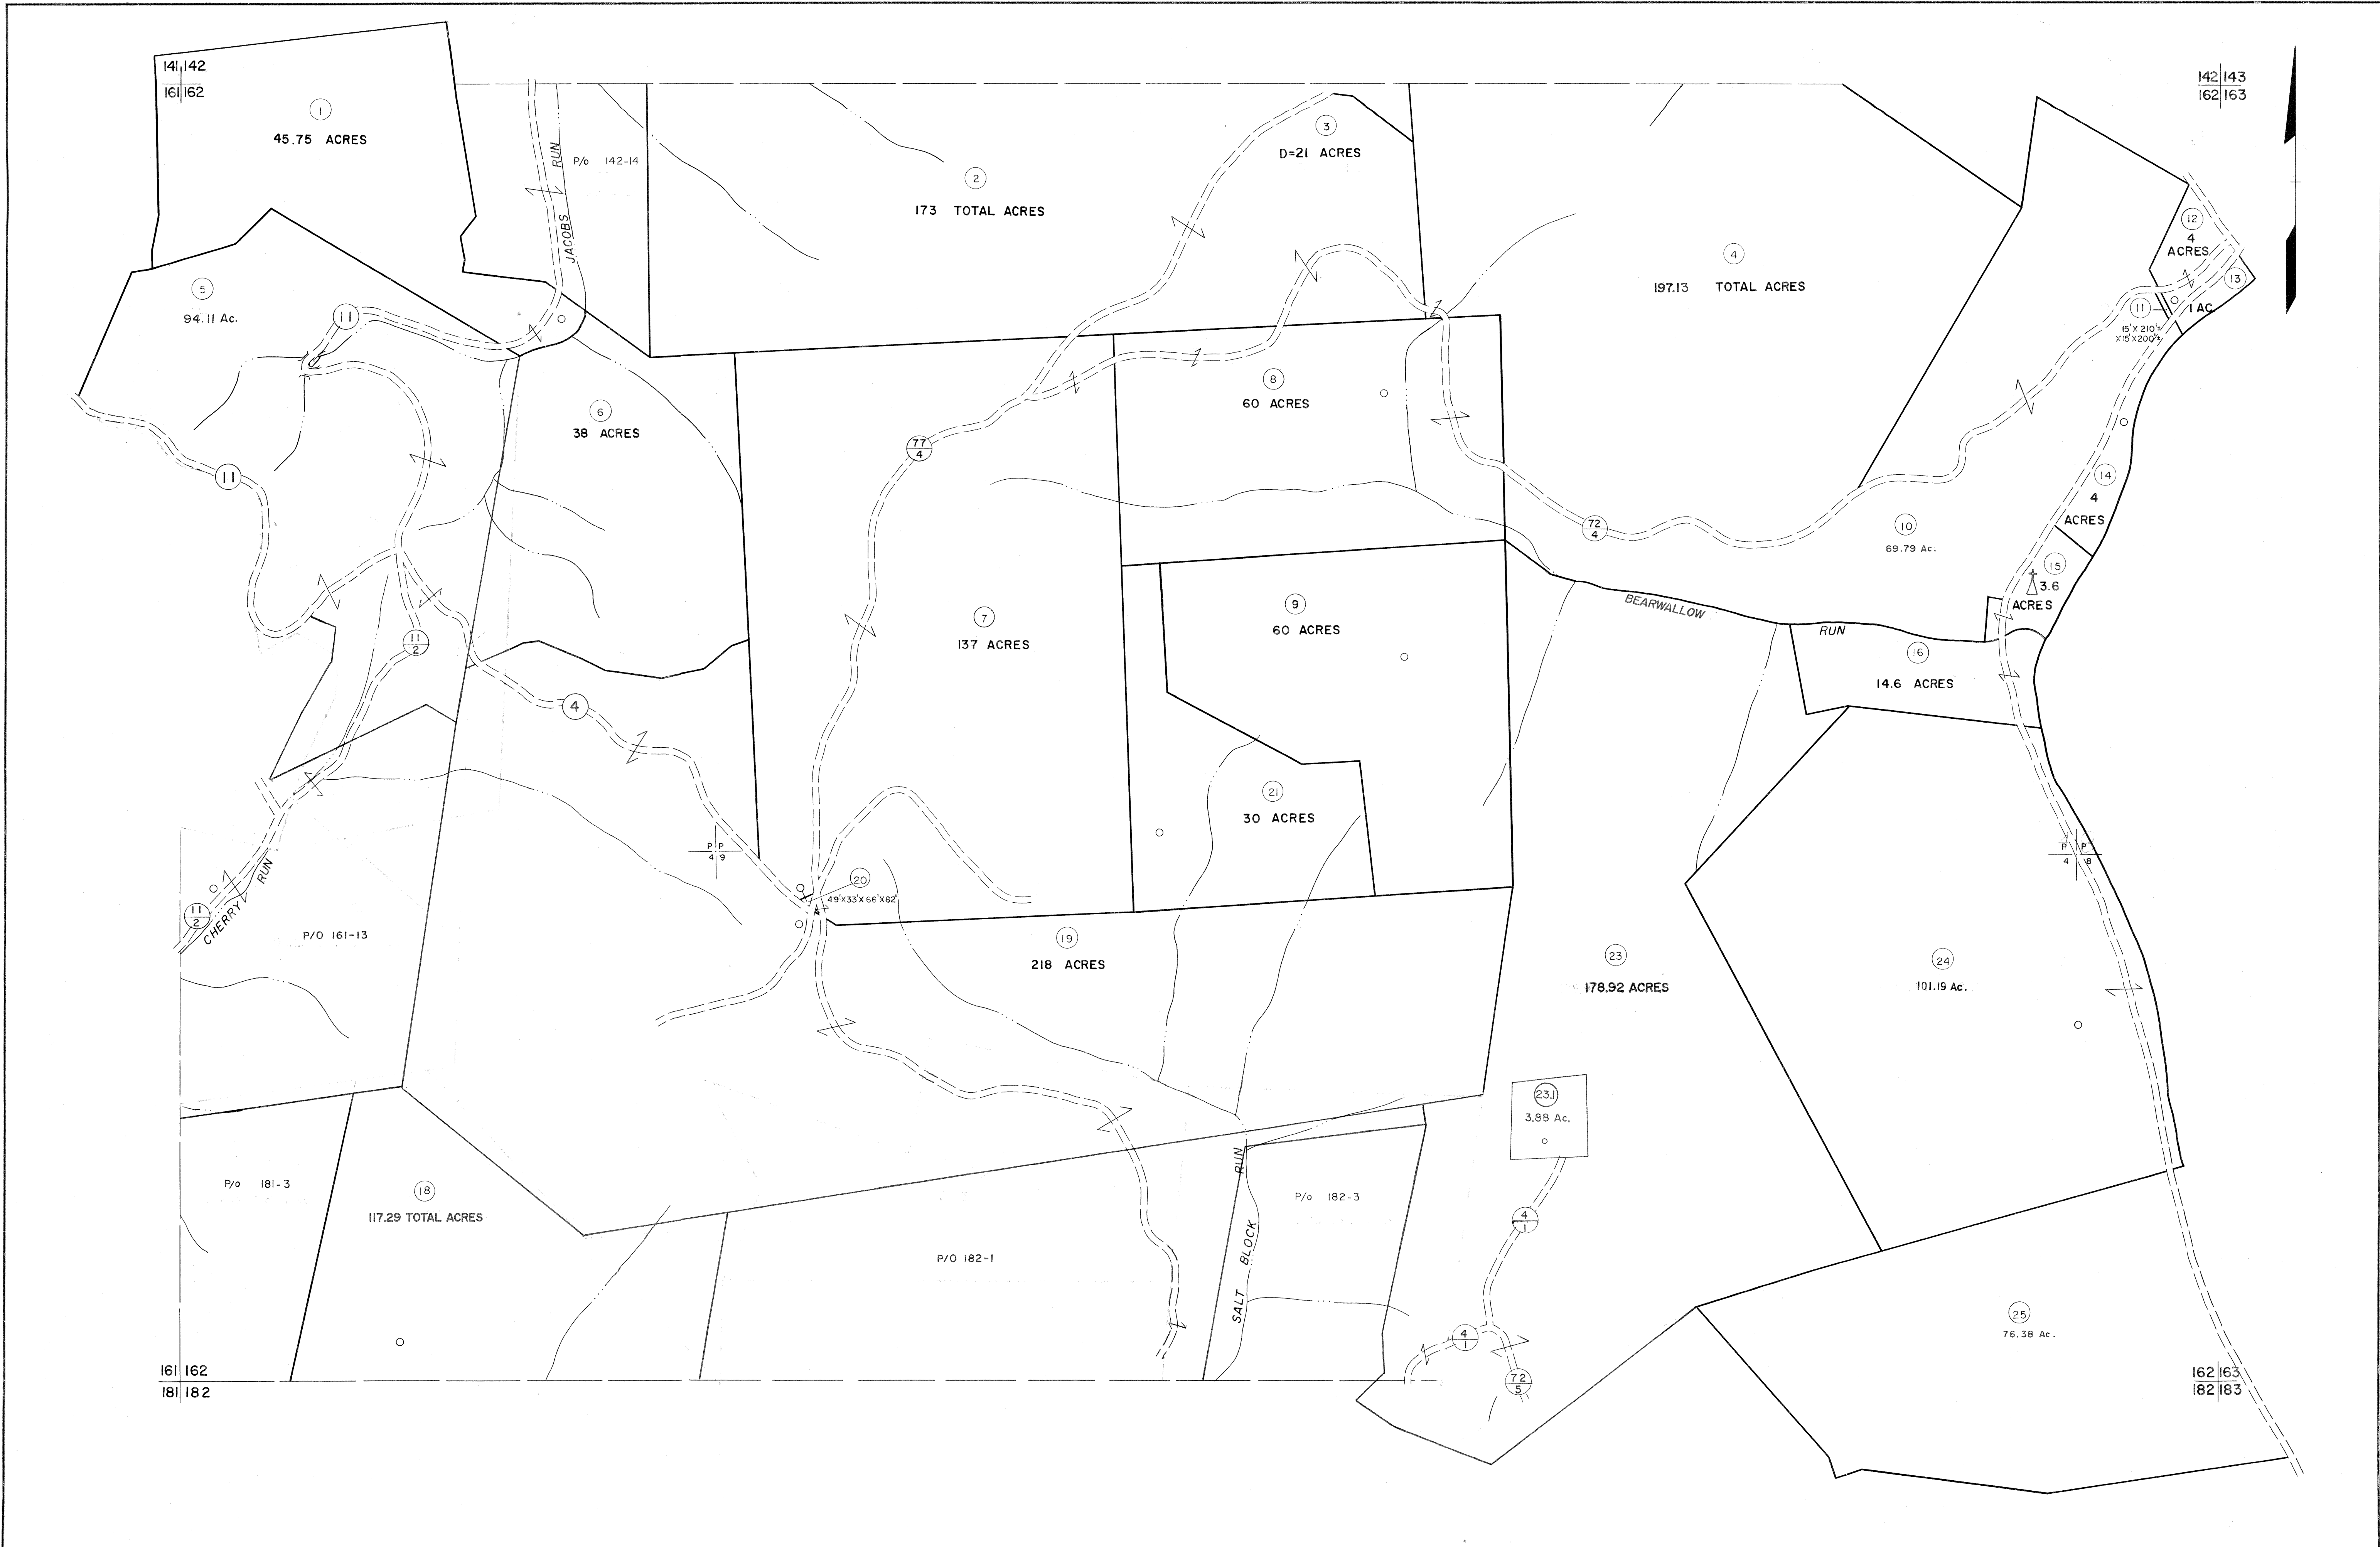 141 142
161 162
142 143
162 163
1
45.75 ACRES
RUN
JACOBS
P/o 142-14
2
173 TOTAL ACRES
3
D=21 ACRES
4
197.13 TOTAL ACRES
12
4
ACRES
13
11
1 AC.
15'X 210'±
X15'X200'±
5
94.11 Ac.
11
11
6
38 ACRES
77
4
8
60 ACRES
14
4
ACRES
72
4
10
69.79 Ac.
15
3.6
ACRES
BEARWALLOW
RUN
9
60 ACRES
7
137 ACRES
11
2
16
14.6 ACRES
4
21
30 ACRES
P P
4 9
P P
4 8
20
49'X33'X66'X82'
11
2
CHERRY RUN
P/O 161-13
19
218 ACRES
23
178.92 ACRES
24
101.19 Ac.
23.1
3.88 Ac.
P/o 181-3
18
117.29 TOTAL ACRES
P/o 182-3
P/O 182-1
SALT BLOCK RUN
4
1
4
1
72
5
25
76.38 Ac.
161 162
181 182
162 163
182 183